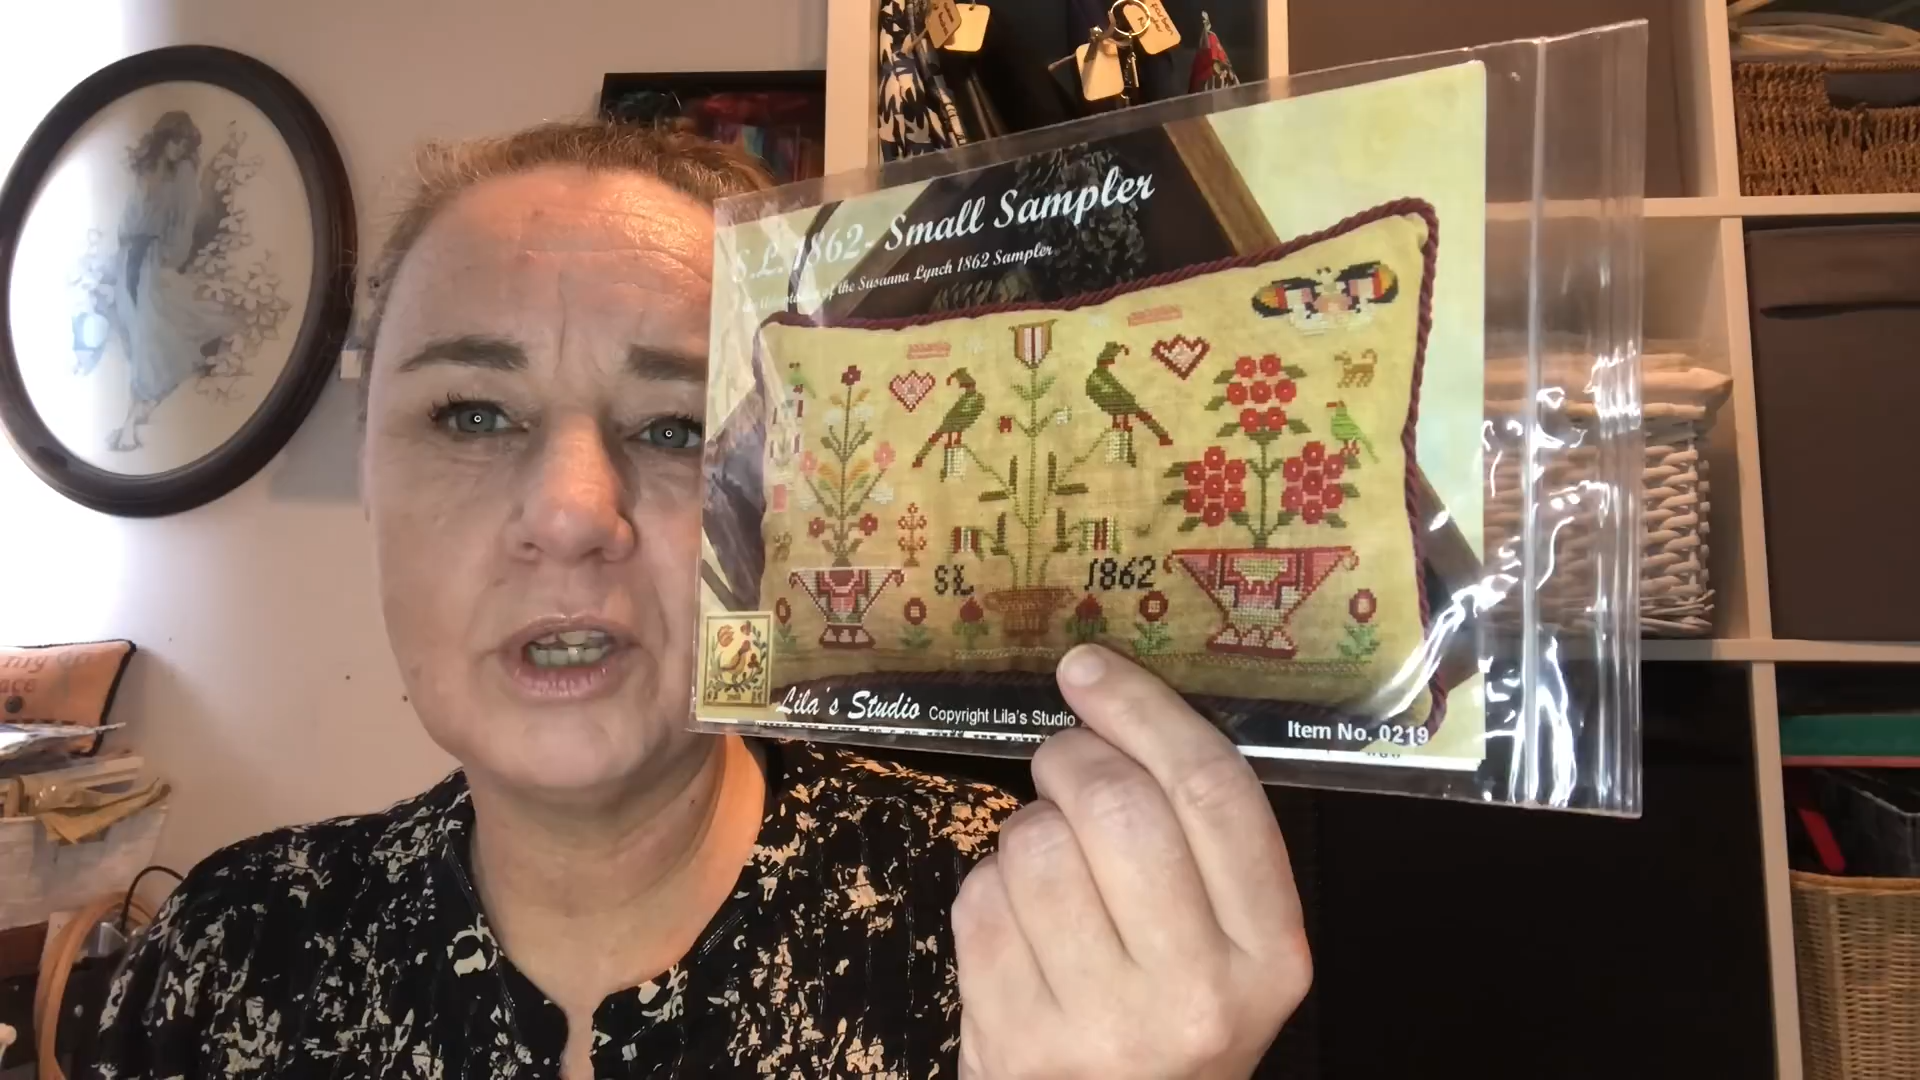 S.L. 1862- Small Sampler
of the Susanna Lynch 1862 Sampler
SL 1862
Lila's Studio Copyright Lila's Studio
Item No. 0219
my